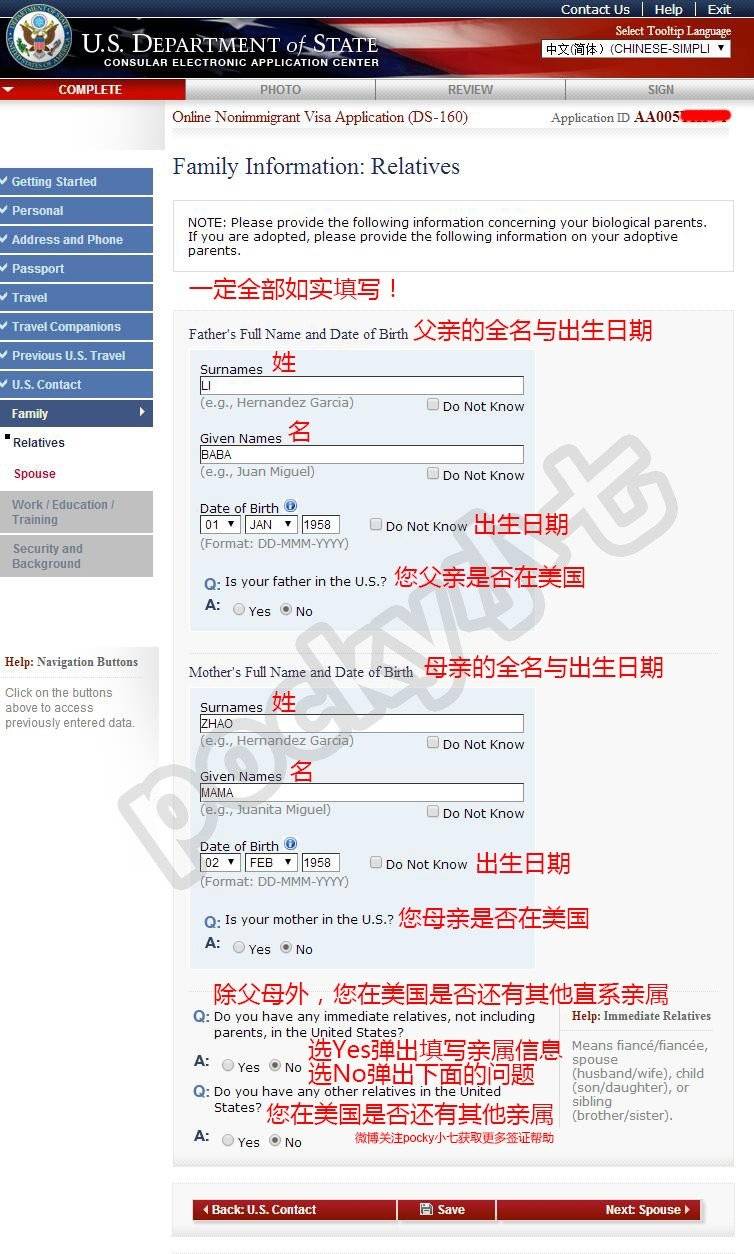 Contact Us | Help | Exit
U.S. DEPARTMENT of STATE
CONSULAR ELECTRONIC APPLICATION CENTER
Select Tooltip Language
中文(简体) (CHINESE-SIMPLI
COMPLETE PHOTO REVIEW SIGN
Online Nonimmigrant Visa Application (DS-160)
Application ID AA005
Family Information: Relatives
Getting Started
Personal
Address and Phone
Passport
Travel
Travel Companions
Previous U.S. Travel
U.S. Contact
Family
Relatives
Spouse
Work / Education /
Training
Security and
Background
Help: Navigation Buttons
Click on the buttons
above to access
previously entered data.
NOTE: Please provide the following information concerning your biological parents.
If you are adopted, please provide the following information on your adoptive
parents.
一定全部如实填写！
Father's Full Name and Date of Birth 父亲的全名与出生日期
Surnames 姓
LI
(e.g., Hernandez Garcia)
Do Not Know
Given Names 名
BABA
(e.g., Juan Miguel)
Do Not Know
Date of Birth
01 JAN 1958
Do Not Know 出生日期
(Format: DD-MMM-YYYY)
Q: Is your father in the U.S.? 您父亲是否在美国
A: Yes No
Mother's Full Name and Date of Birth 母亲的全名与出生日期
Surnames 姓
ZHAO
(e.g., Hernandez Garcia)
Do Not Know
Given Names 名
MAMA
(e.g., Juanita Miguel)
Do Not Know
Date of Birth
02 FEB 1958
Do Not Know 出生日期
(Format: DD-MMM-YYYY)
Q: Is your mother in the U.S.? 您母亲是否在美国
A: Yes No
除父母外，您在美国是否还有其他直系亲属
Q: Do you have any immediate relatives, not including
parents, in the United States?
A: Yes No
选Yes弹出填写亲属信息
选No弹出下面的问题
Q: Do you have any other relatives in the United
States? 您在美国是否还有其他亲属
A: Yes No
微博关注pocky小七获取更多签证帮助
Help: Immediate Relatives
Means fiancé/fiancée,
spouse
(husband/wife), child
(son/daughter), or
sibling
(brother/sister).
Back: U.S. Contact
Save
Next: Spouse
pocky小七